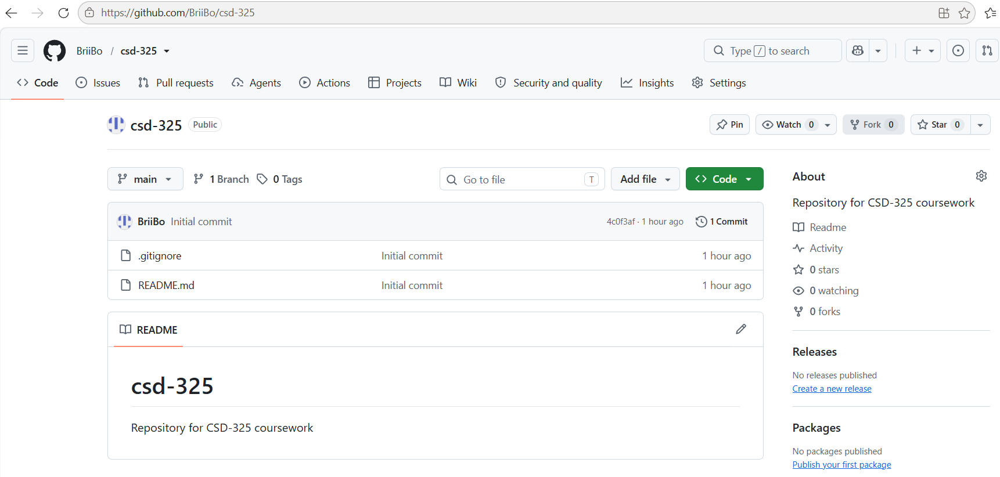 https://github.com/BriiBo/csd-325
BriiBo / csd-325
Type / to search
Code Issues Pull requests Agents Actions Projects Wiki Security and quality Insights Settings
csd-325 Public
Pin Watch 0 Fork 0 Star 0
main 1 Branch 0 Tags Go to file T Add file Code
BriiBo Initial commit 4c0f3af · 1 hour ago 1 Commit
.gitignore Initial commit 1 hour ago
README.md Initial commit 1 hour ago
README
csd-325
Repository for CSD-325 coursework
About
Repository for CSD-325 coursework
Readme
Activity
0 stars
0 watching
0 forks
Releases
No releases published
Create a new release
Packages
No packages published
Publish your first package